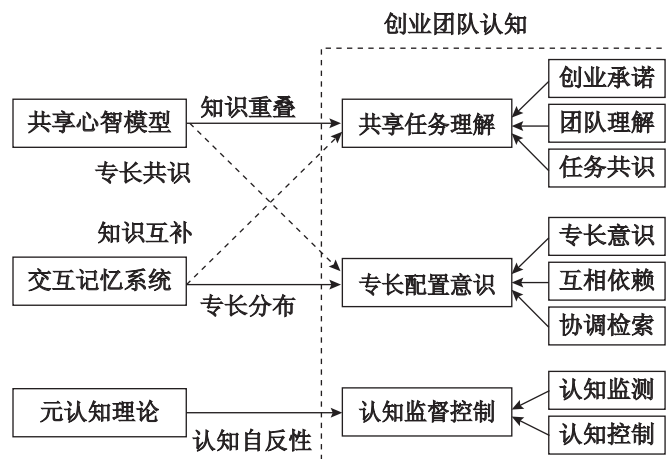 创业团队认知
创业承诺
知识重叠
共享心智模型
共享任务理解
团队理解
专长共识
任务共识
知识互补
专长意识
交互记忆系统
专长配置意识
互相依赖
专长分布
协调检索
认知监测
元认知理论
认知监督控制
认知自反性
认知控制